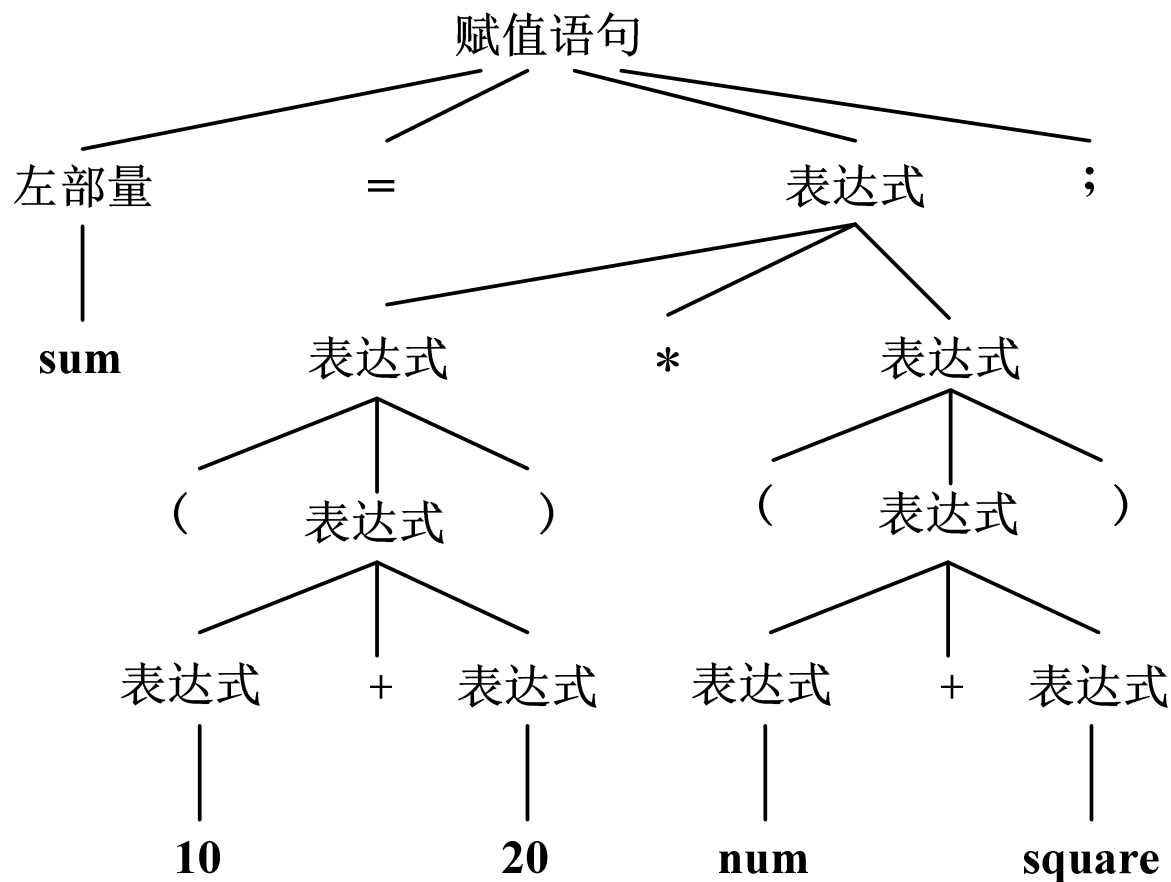 赋值语句
左部量 = 表达式 ;
sum 表达式 * 表达式
( 表达式 ) ( 表达式 )
表达式 + 表达式 表达式 + 表达式
10 20 num square